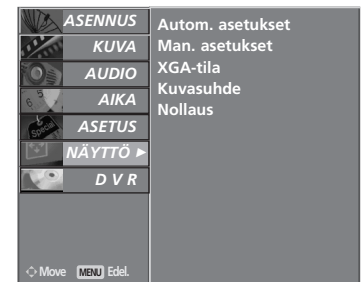 ASENNUS
KUVA
AUDIO
AIKA
ASETUS
NÄYTTÖ ►
D V R
Autom. asetukset
Man. asetukset
XGA-tila
Kuvasuhde
Nollaus
Move MENU Edel.